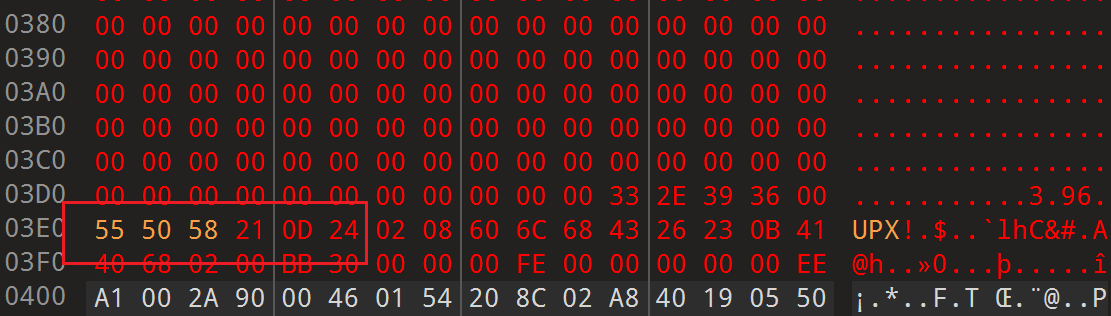 0380 00 00 00 00 00 00 00 00 00 00 00 00 00 00 00 00 ................
0390 00 00 00 00 00 00 00 00 00 00 00 00 00 00 00 00 ................
03A0 00 00 00 00 00 00 00 00 00 00 00 00 00 00 00 00 ................
03B0 00 00 00 00 00 00 00 00 00 00 00 00 00 00 00 00 ................
03C0 00 00 00 00 00 00 00 00 00 00 00 00 00 00 00 00 ................
03D0 00 00 00 00 00 00 00 00 00 00 00 33 2E 39 36 00 ...........3.96.
03E0 55 50 58 21 0D 24 02 08 60 6C 68 43 26 23 0B 41 UPX!.$..`lhC&#.A
03F0 40 68 02 00 BB 30 00 00 00 FE 00 00 00 00 00 EE @h..»0...þ.....î
0400 A1 00 2A 90 00 46 01 54 20 8C 02 A8 40 19 05 50 ¡.*..F.T Œ.¨@..P